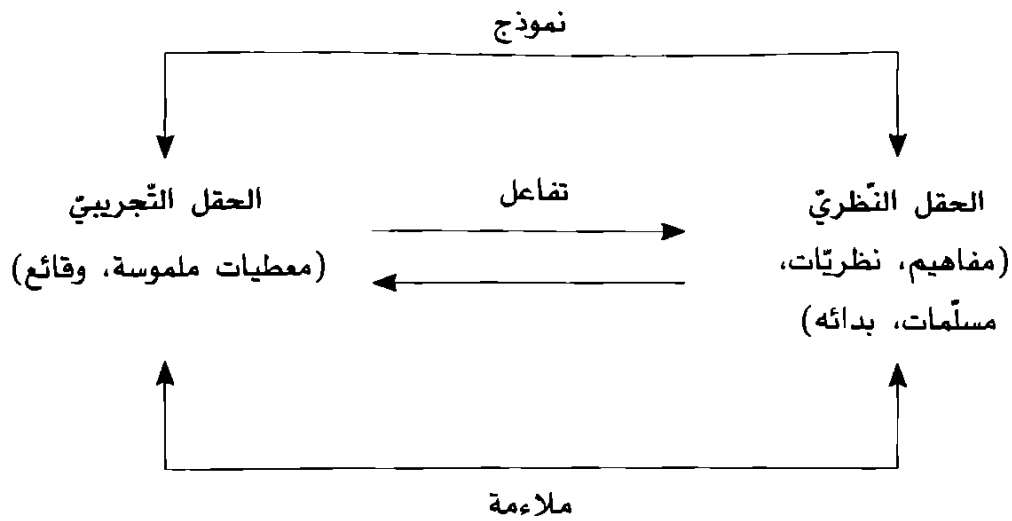 نموذج
الحقل النّظريّ
(مفاهيم، نظريّات،
مسلّمات، بدائه)
تفاعل
الحقل التّجريبيّ
(معطيات ملموسة، وقائع)
ملاءمة